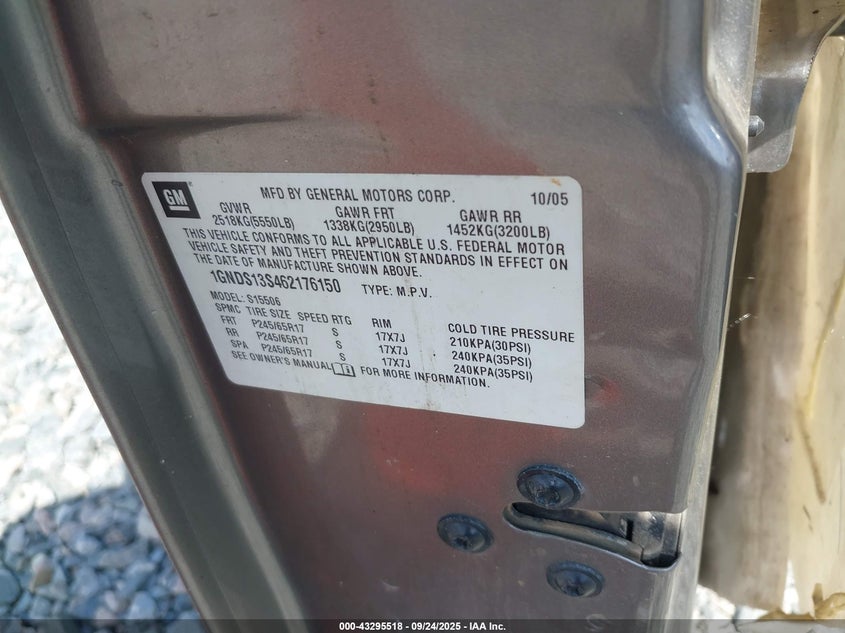 GM
MFD BY GENERAL MOTORS CORP. 10/05
GVWR GAWR FRT GAWR RR
2518KG(5550LB) 1338KG(2950LB) 1452KG(3200LB)
THIS VEHICLE CONFORMS TO ALL APPLICABLE U.S. FEDERAL MOTOR
VEHICLE SAFETY AND THEFT PREVENTION STANDARDS IN EFFECT ON
THE DATE OF MANUFACTURE SHOWN ABOVE.
1GNDS13S462176150 TYPE: M.P.V.
MODEL: S15506
SPMC TIRE SIZE SPEED RTG RIM COLD TIRE PRESSURE
FRT P245/65R17 S 17X7J 210KPA(30PSI)
RR P245/65R17 S 17X7J 240KPA(35PSI)
SPA P245/65R17 S 17X7J 240KPA(35PSI)
SEE OWNER'S MANUAL FOR MORE INFORMATION.
000-43295518 - 09/24/2025 - IAA Inc.